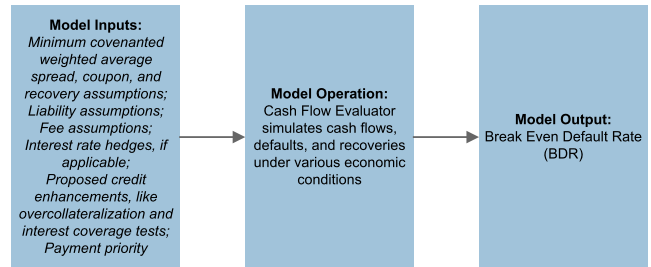 Model Inputs:
Minimum covenanted
weighted average
spread, coupon, and
recovery assumptions;
Liability assumptions;
Fee assumptions;
Interest rate hedges, if
applicable;
Proposed credit
enhancements, like
overcollateralization and
interest coverage tests;
Payment priority
Model Operation:
Cash Flow Evaluator
simulates cash flows,
defaults, and recoveries
under various economic
conditions
Model Output:
Break Even Default Rate
(BDR)